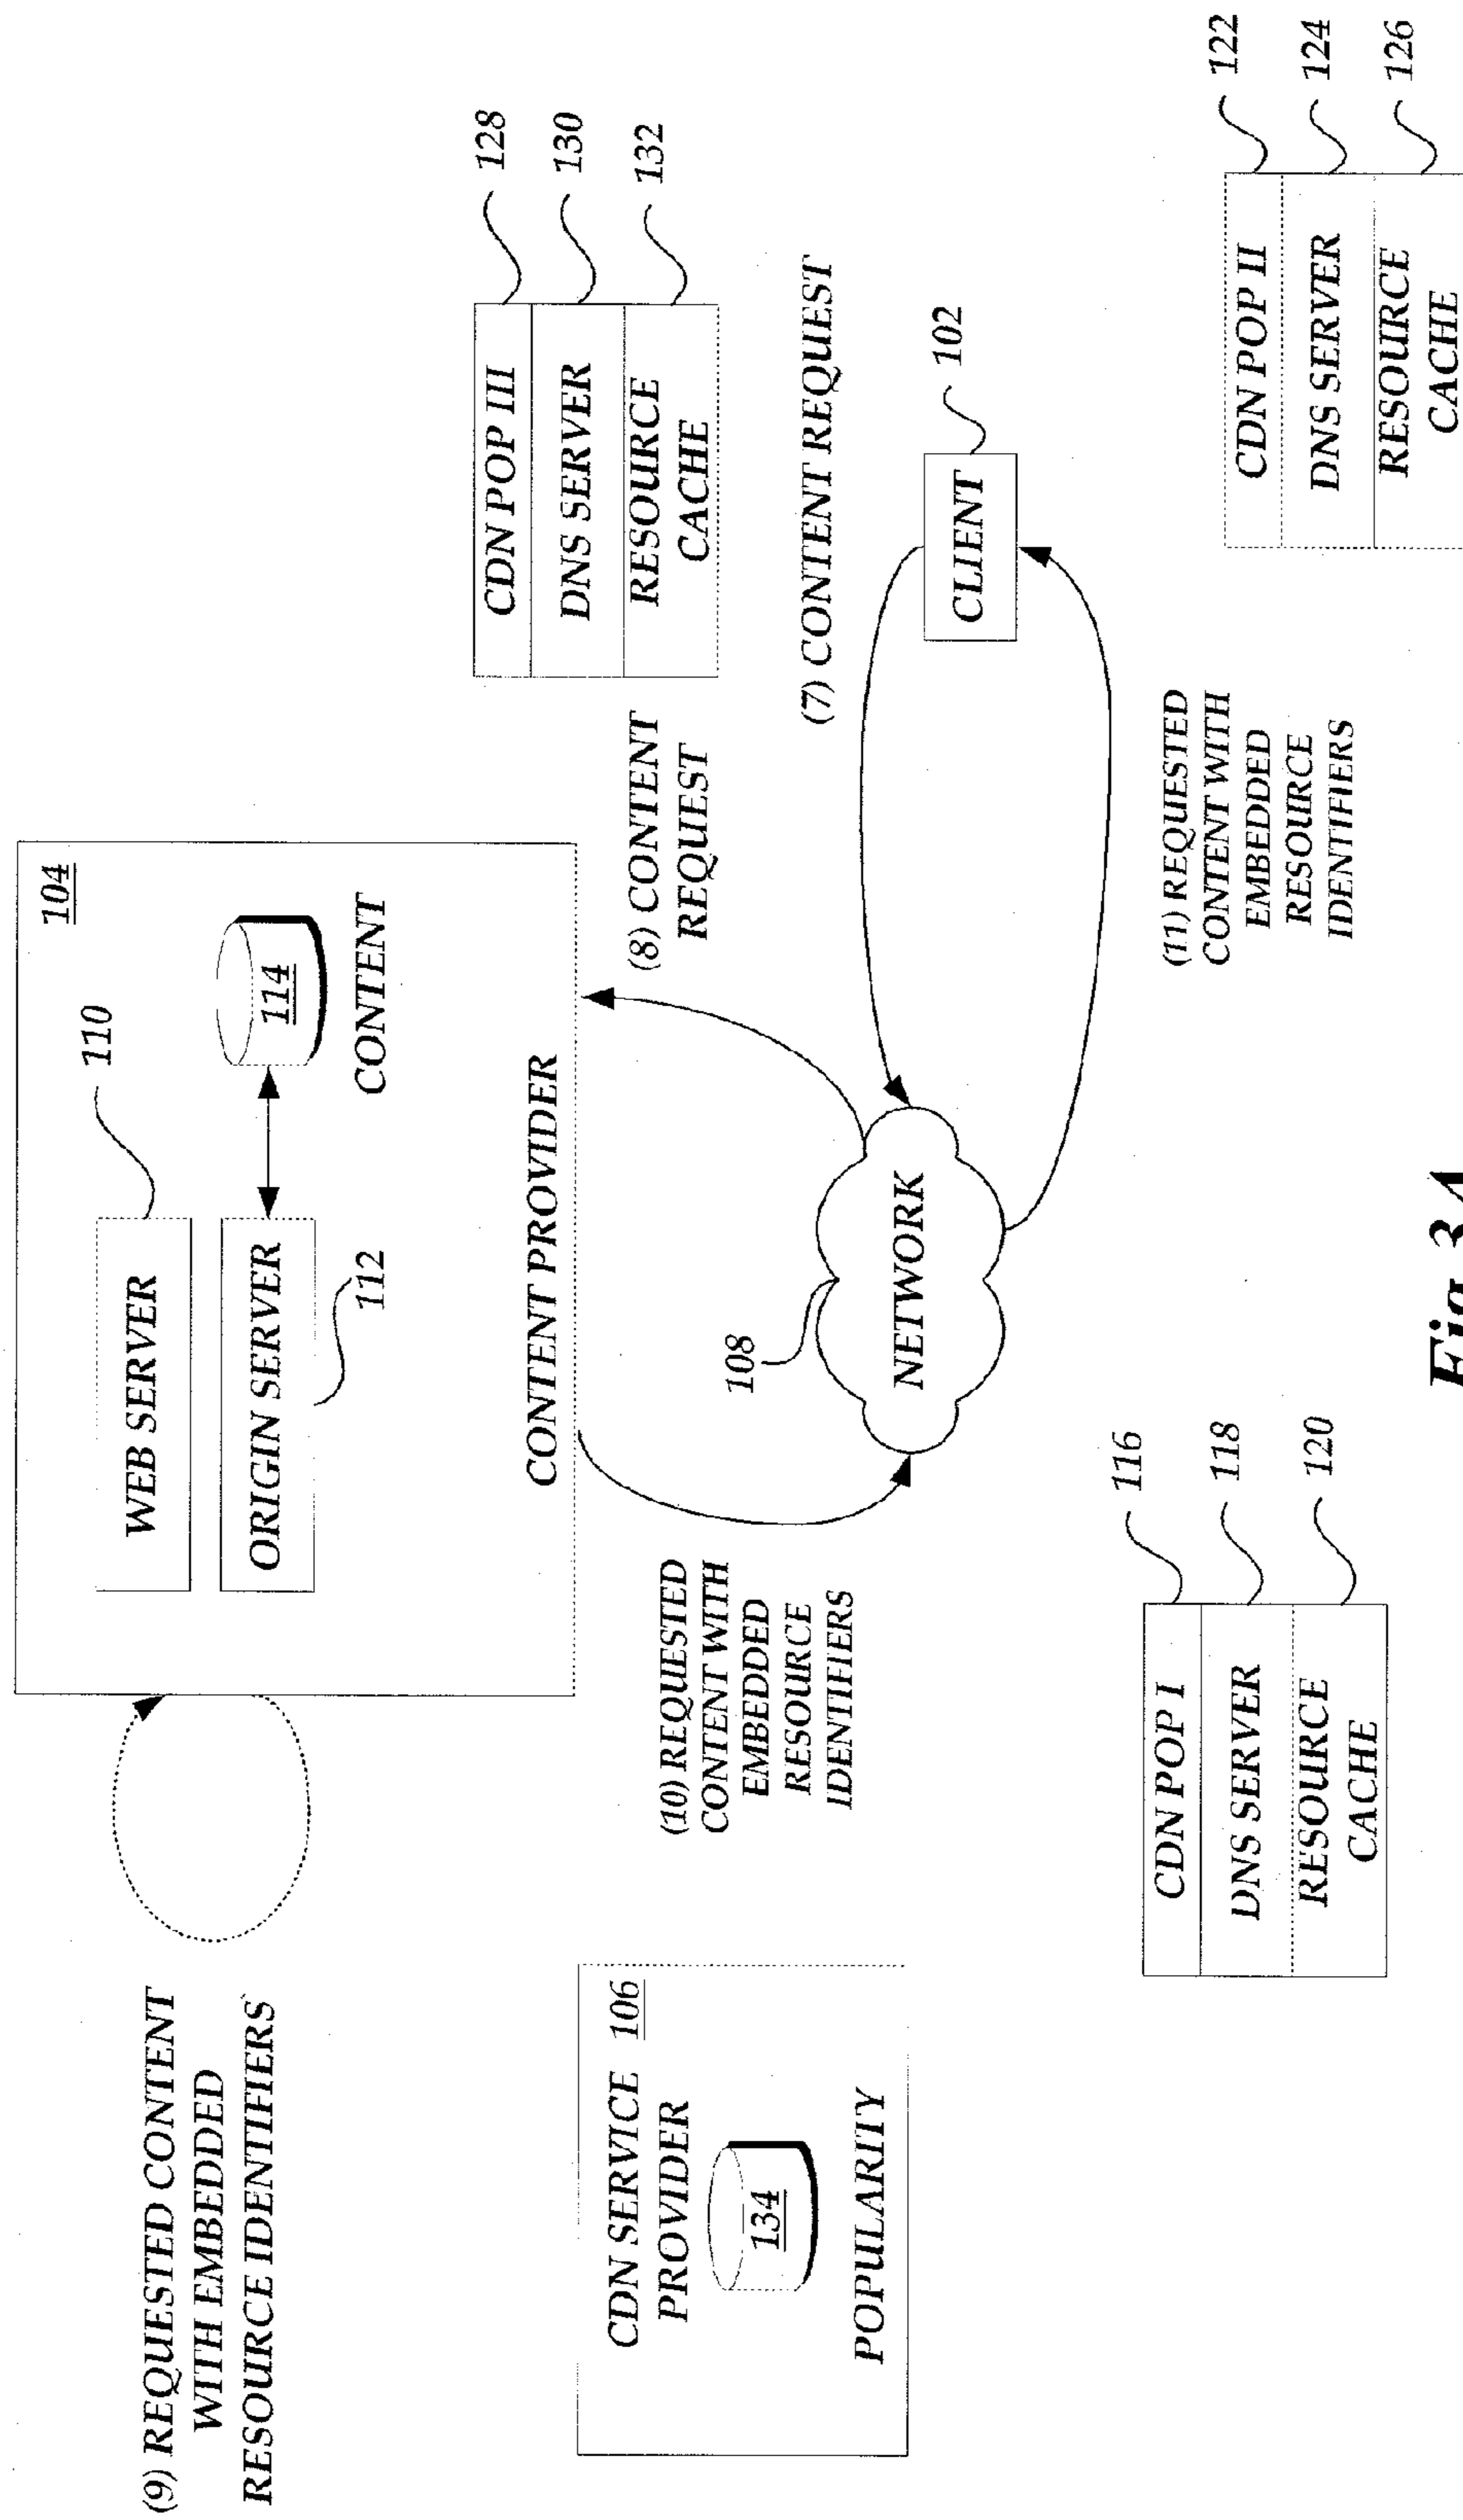 (9) REQUESTED CONTENT
WITH EMBEDDED
RESOURCE IDENTIFIERS
104
WEB SERVER
110
ORIGIN SERVER
112
114
CONTENT
CONTENT PROVIDER
CDN SERVICE
PROVIDER
106
134
POPULARITY
(10) REQUESTED
CONTENT WITH
EMBEDDED
RESOURCE
IDENTIFIERS
(8) CONTENT
REQUEST
CDN POP III
DNS SERVER
RESOURCE
CACHE
128
130
132
108
NETWORK
(7) CONTENT REQUEST
CLIENT
102
(11) REQUESTED
CONTENT WITH
EMBEDDED
RESOURCE
IDENTIFIERS
CDN POP I
DNS SERVER
RESOURCE
CACHE
116
118
120
CDN POP II
DNS SERVER
RESOURCE
CACHE
122
124
126
Fig. 3A